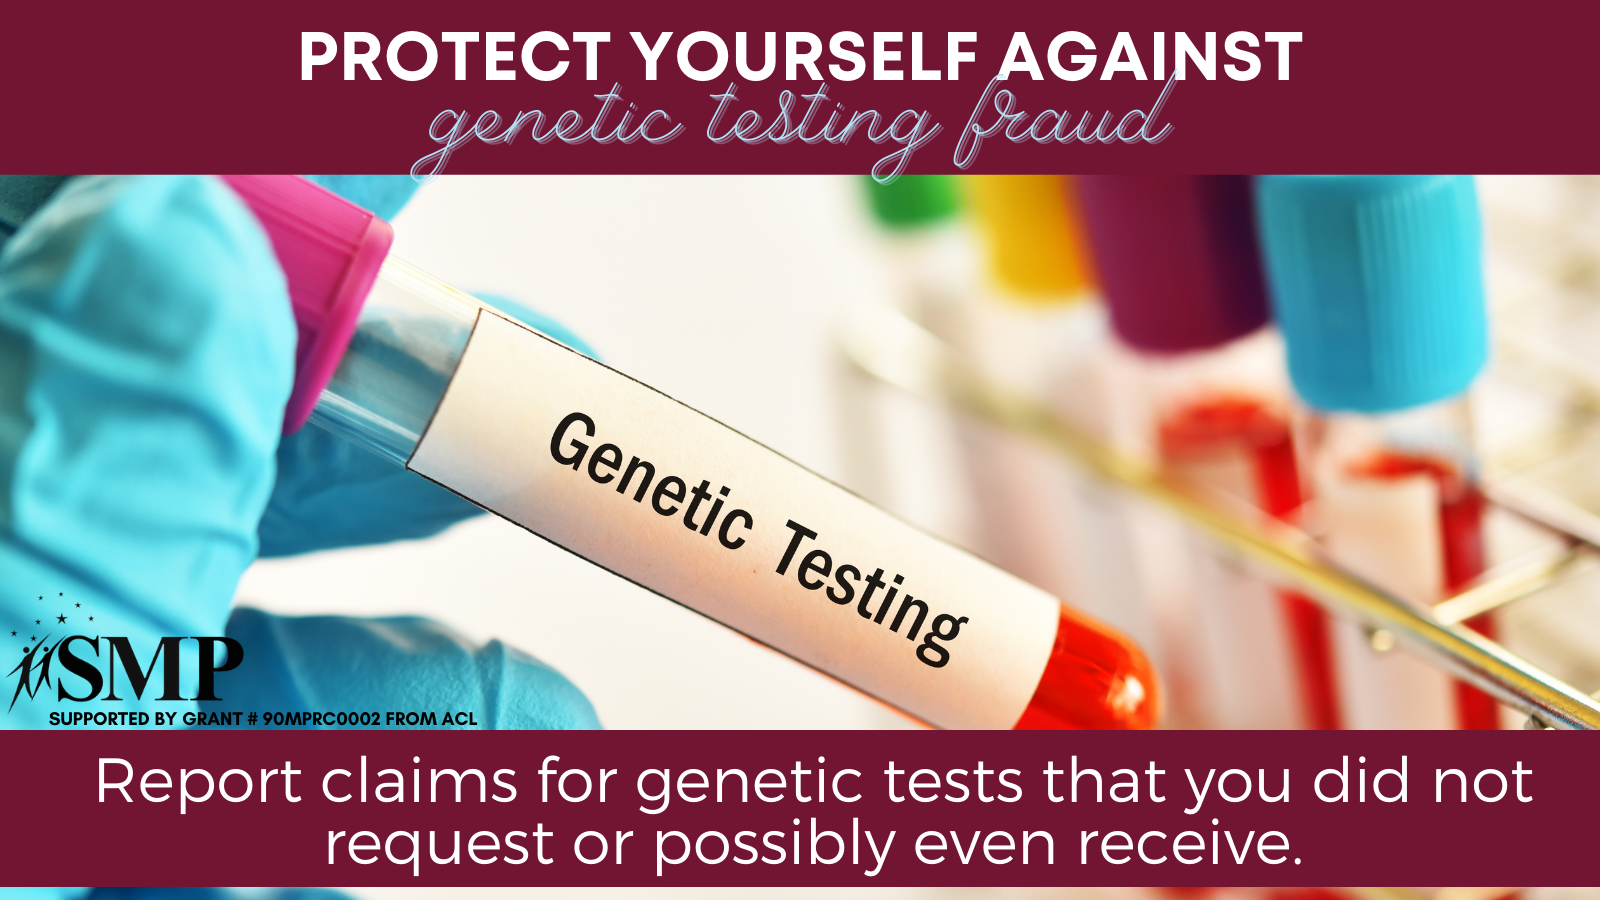 PROTECT YOURSELF AGAINST
genetic testing fraud
Genetic Testing
SMP
SUPPORTED BY GRANT # 90MPRC0002 FROM ACL
Report claims for genetic tests that you did not
request or possibly even receive.